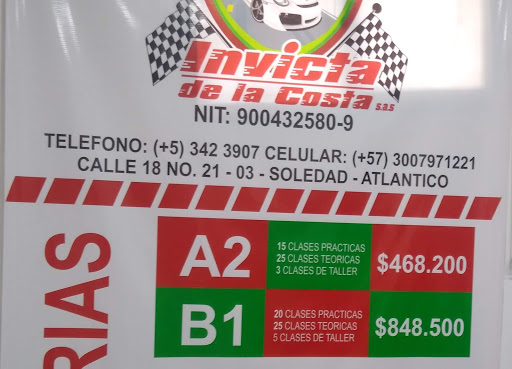 Invicta
de la Costa s.a.s
NIT: 900432580-9
TELEFONO: (+5) 342 3907 CELULAR: (+57) 3007971221
CALLE 18 NO. 21 - 03 - SOLEDAD - ATLANTICO
RIAS
A2
15 CLASES PRACTICAS
25 CLASES TEORICAS
3 CLASES DE TALLER
$468.200
B1
20 CLASES PRACTICAS
25 CLASES TEORICAS
5 CLASES DE TALLER
$848.500